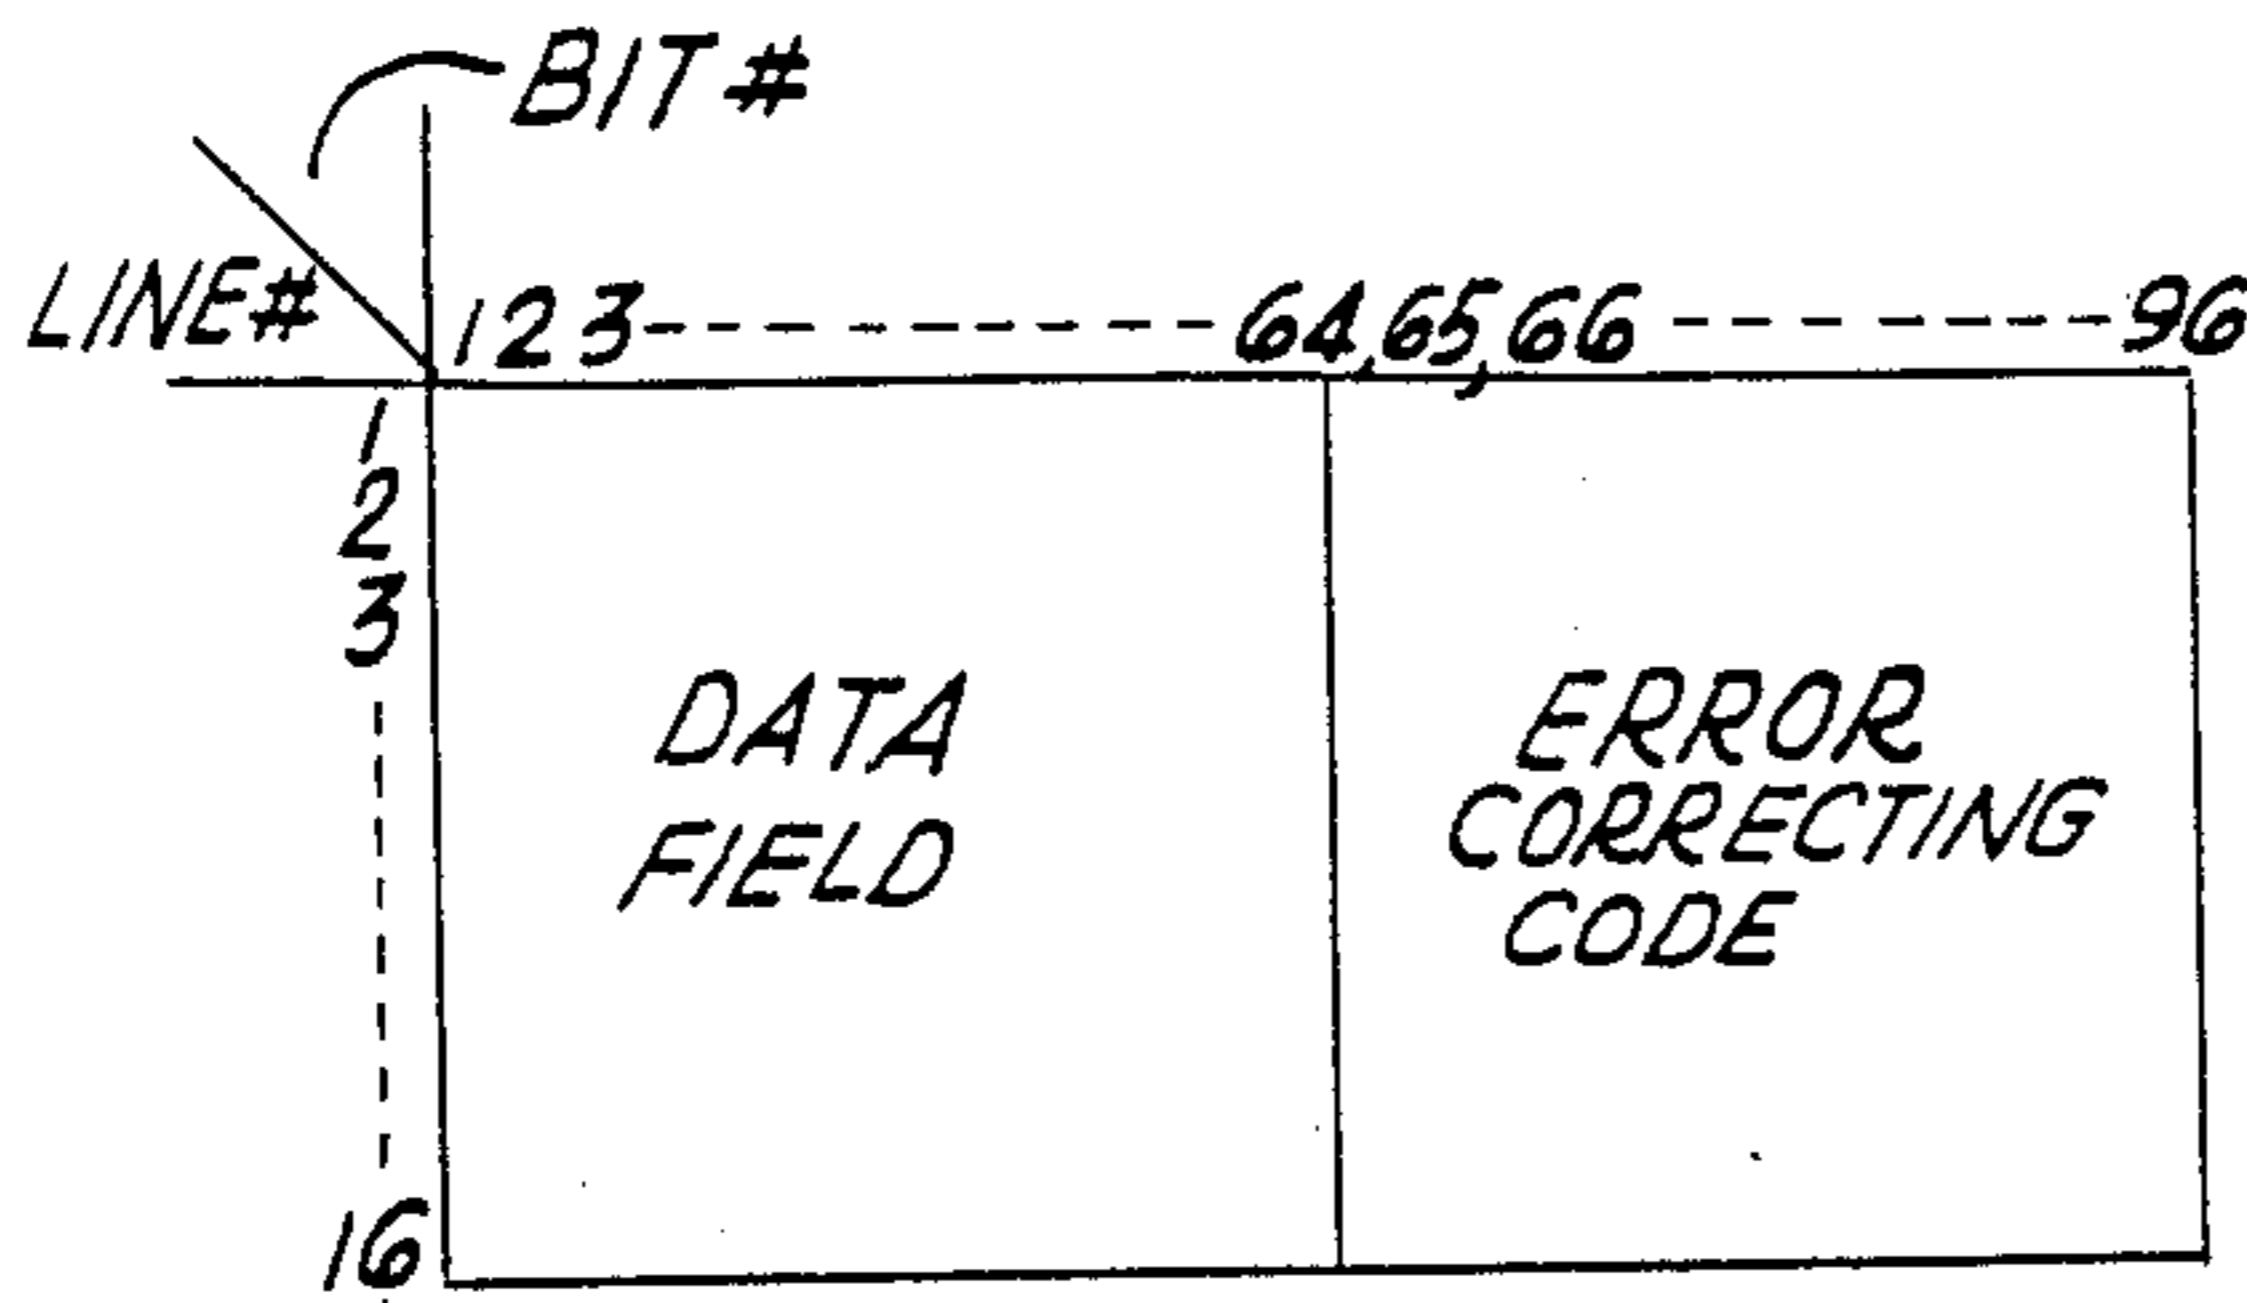 BIT #
LINE#
1 2 3 - - - - - - - - - 64,65,66 - - - - - - - 96
1
2
3
16
DATA
FIELD
ERROR
CORRECTING
CODE